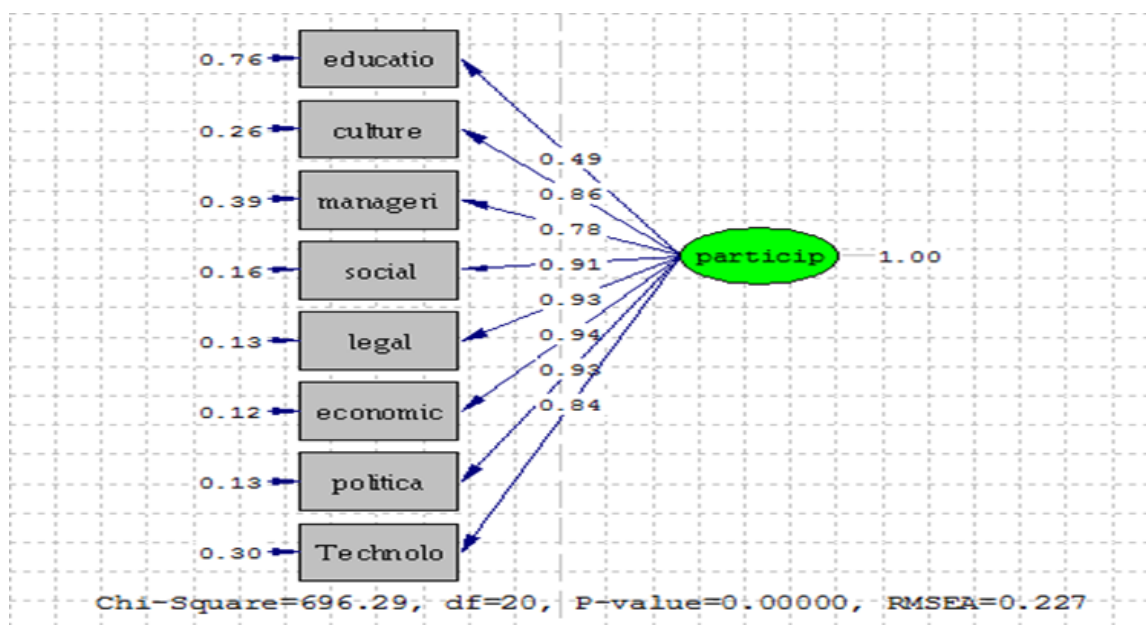 0.76 educatio
0.49
0.26 culture
0.86
0.39 manageri
0.78
0.16 social
0.91
particip 1.00
0.93
0.13 legal
0.94
0.93
0.12 economic
0.84
0.13 politica
0.30 Technolo
Chi-Square=696.29, df=20, P-value=0.00000, RMSEA=0.227